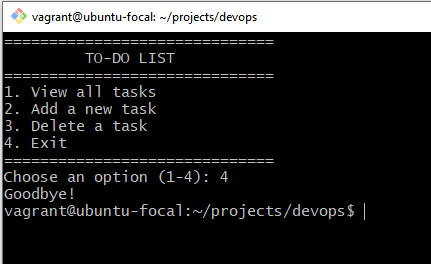 vagrant@ubuntu-focal: ~/projects/devops
==============================
         TO-DO LIST
==============================
1. View all tasks
2. Add a new task
3. Delete a task
4. Exit
==============================
Choose an option (1-4): 4
Goodbye!
vagrant@ubuntu-focal:~/projects/devops$